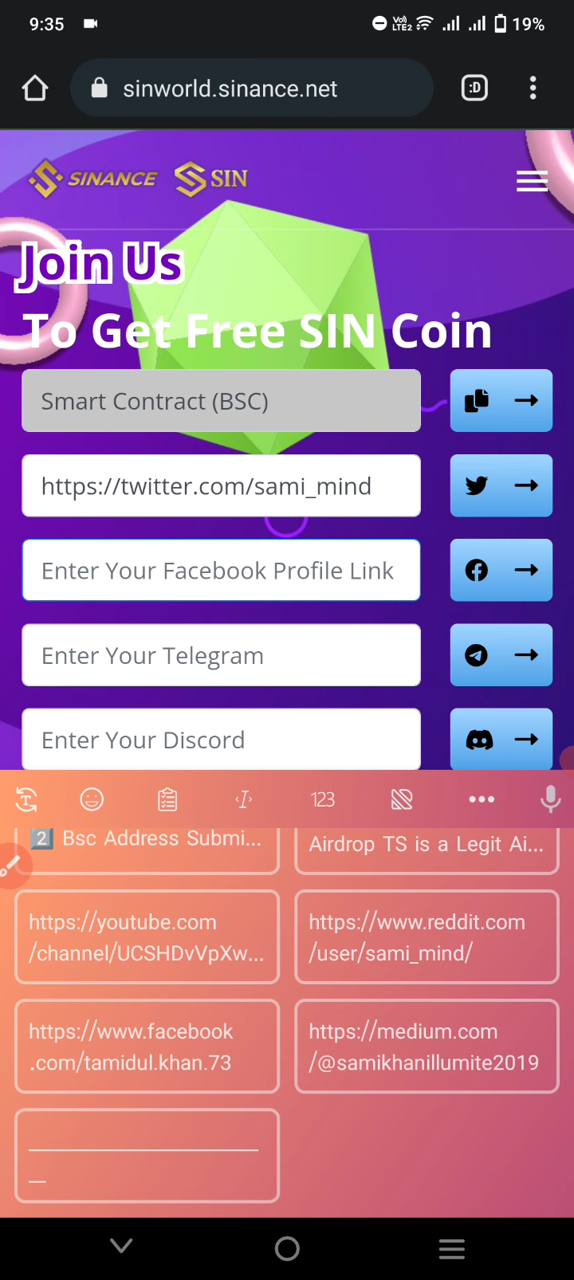 9:35
Vo))
LTE2
19%
sinworld.sinance.net
:D
SINANCE
SIN
Join Us
To Get Free SIN Coin
Smart Contract (BSC)
https://twitter.com/sami_mind
Enter Your Facebook Profile Link
Enter Your Telegram
Enter Your Discord
T
I
123
2 Bsc Address Submi...
Airdrop TS is a Legit Ai...
https://youtube.com
/channel/UCSHDvVpXw...
https://www.reddit.com
/user/sami_mind/
https://www.facebook
.com/tamidul.khan.73
https://medium.com
/@samikhanillumite2019